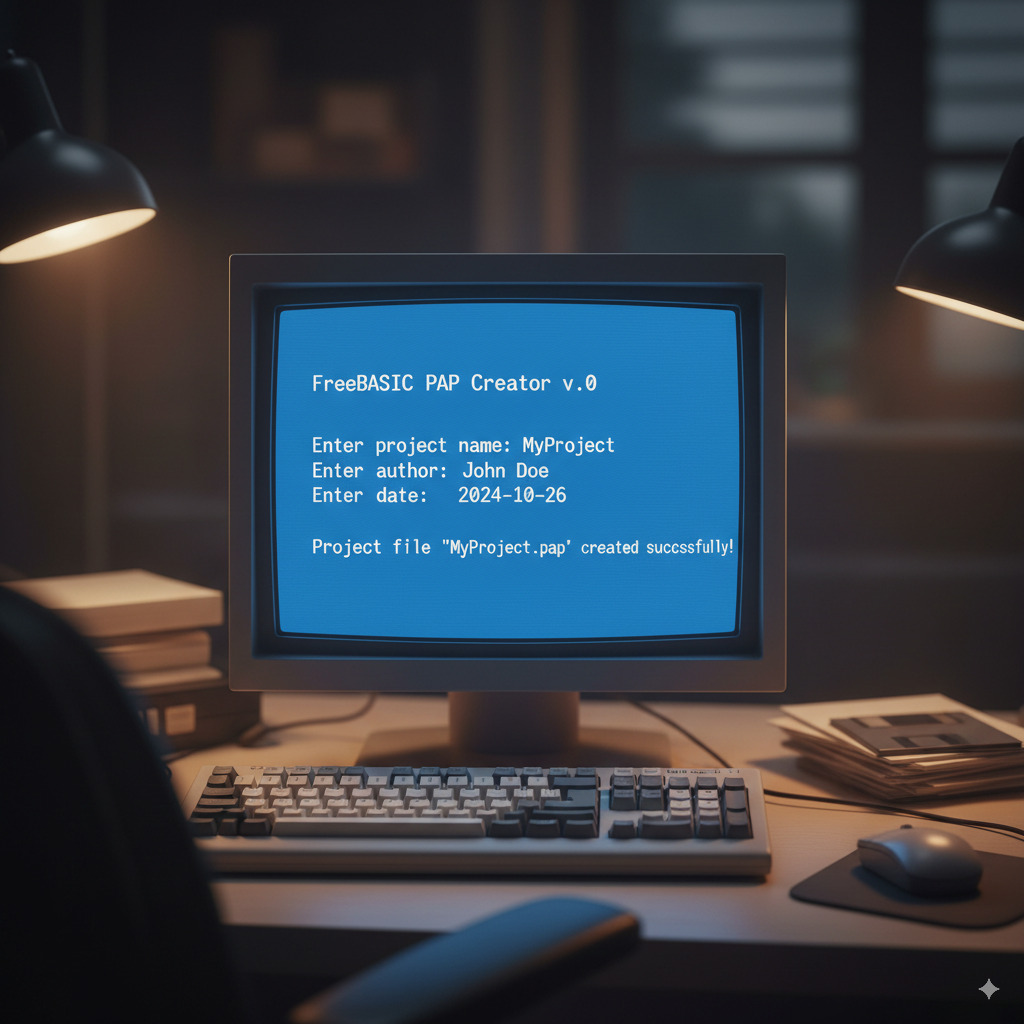 FreeBASIC PAP Creator v.0
Enter project name: MyProject
Enter author: John Doe
Enter date: 2024-10-26
Project file "MyProject.pap' created succssfully!